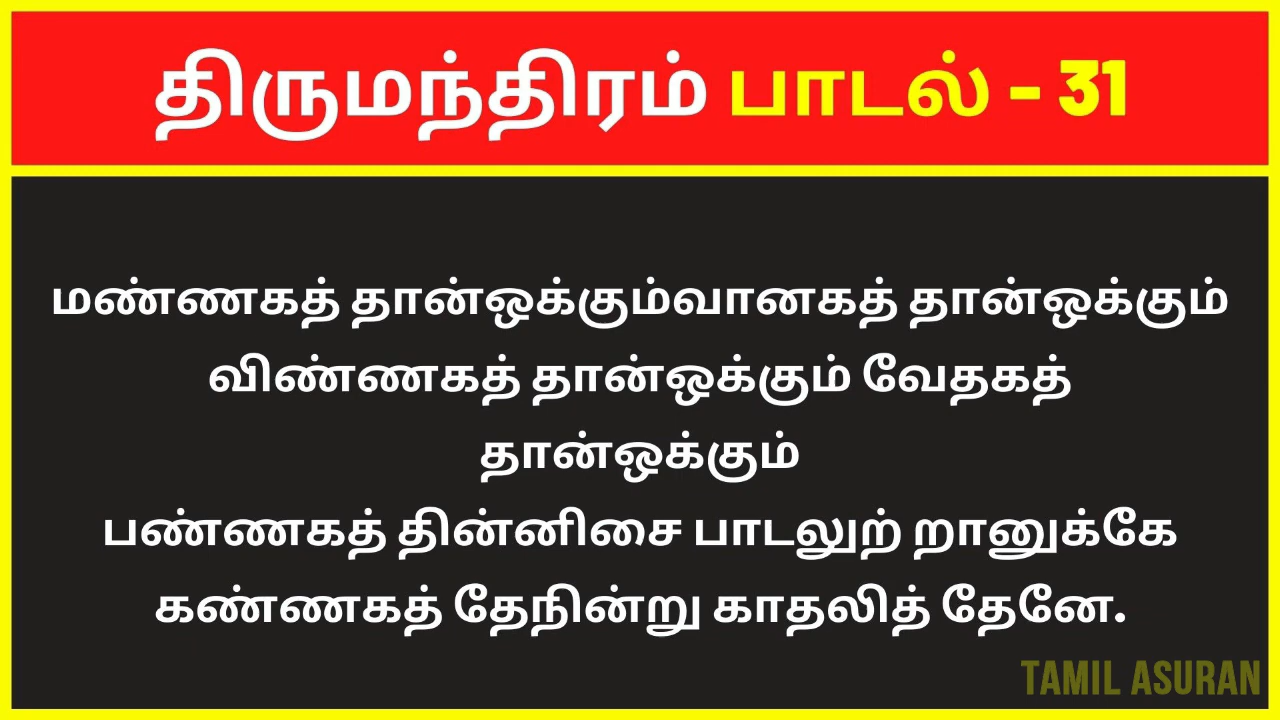 திருமந்திரம் பாடல் - 31
மண்ணகத் தான்ஒக்கும்வானகத் தான்ஒக்கும்
விண்ணகத் தான்ஒக்கும் வேதகத்
தான்ஒக்கும்
பண்ணகத் தின்னிசை பாடலுற் றானுக்கே
கண்ணகத் தேநின்று காதலித் தேனே.
TAMIL ASURAN